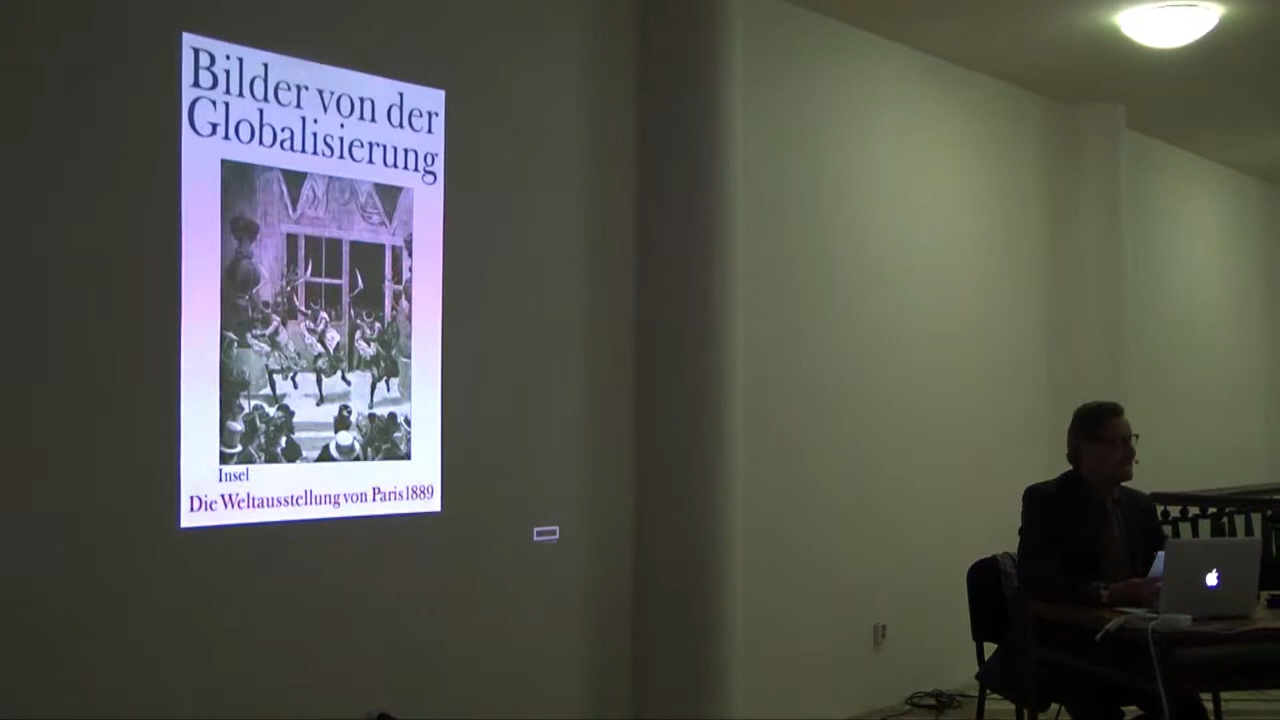 Bilder von der
Globalisierung
Insel
Die Weltausstellung von Paris 1889